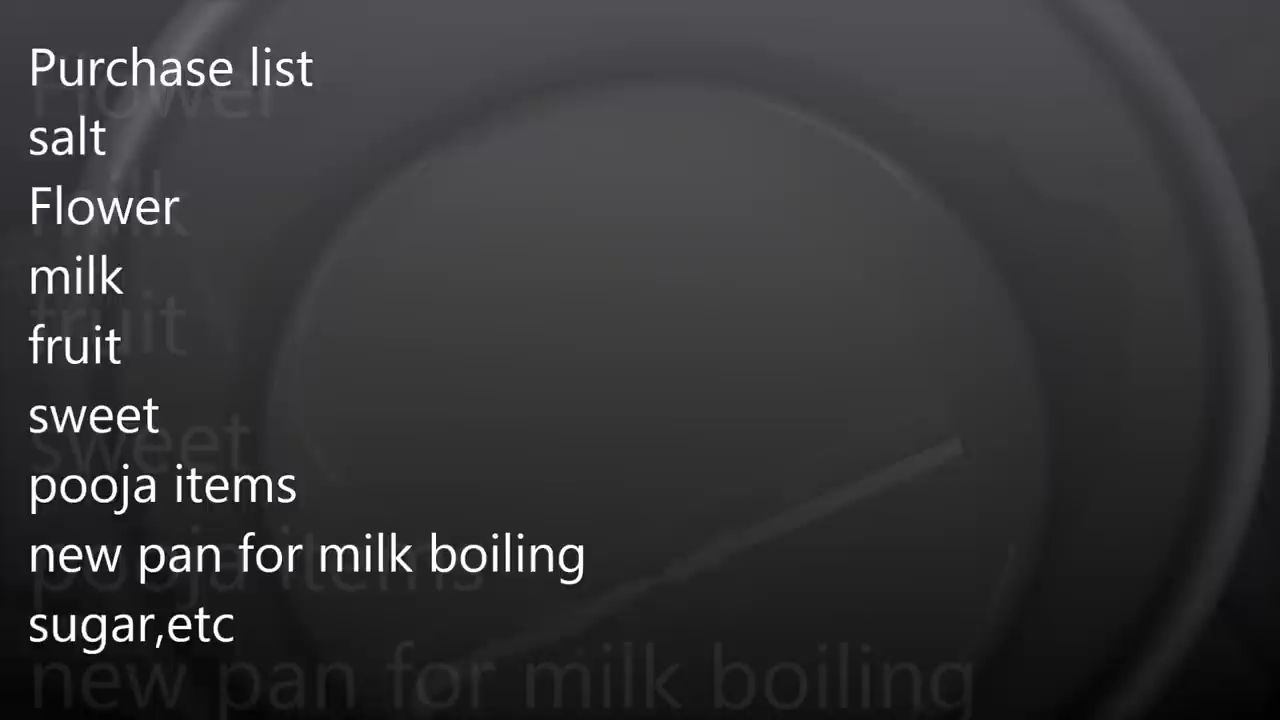 Purchase list
salt
Flower
milk
fruit
sweet
pooja items
new pan for milk boiling
sugar,etc